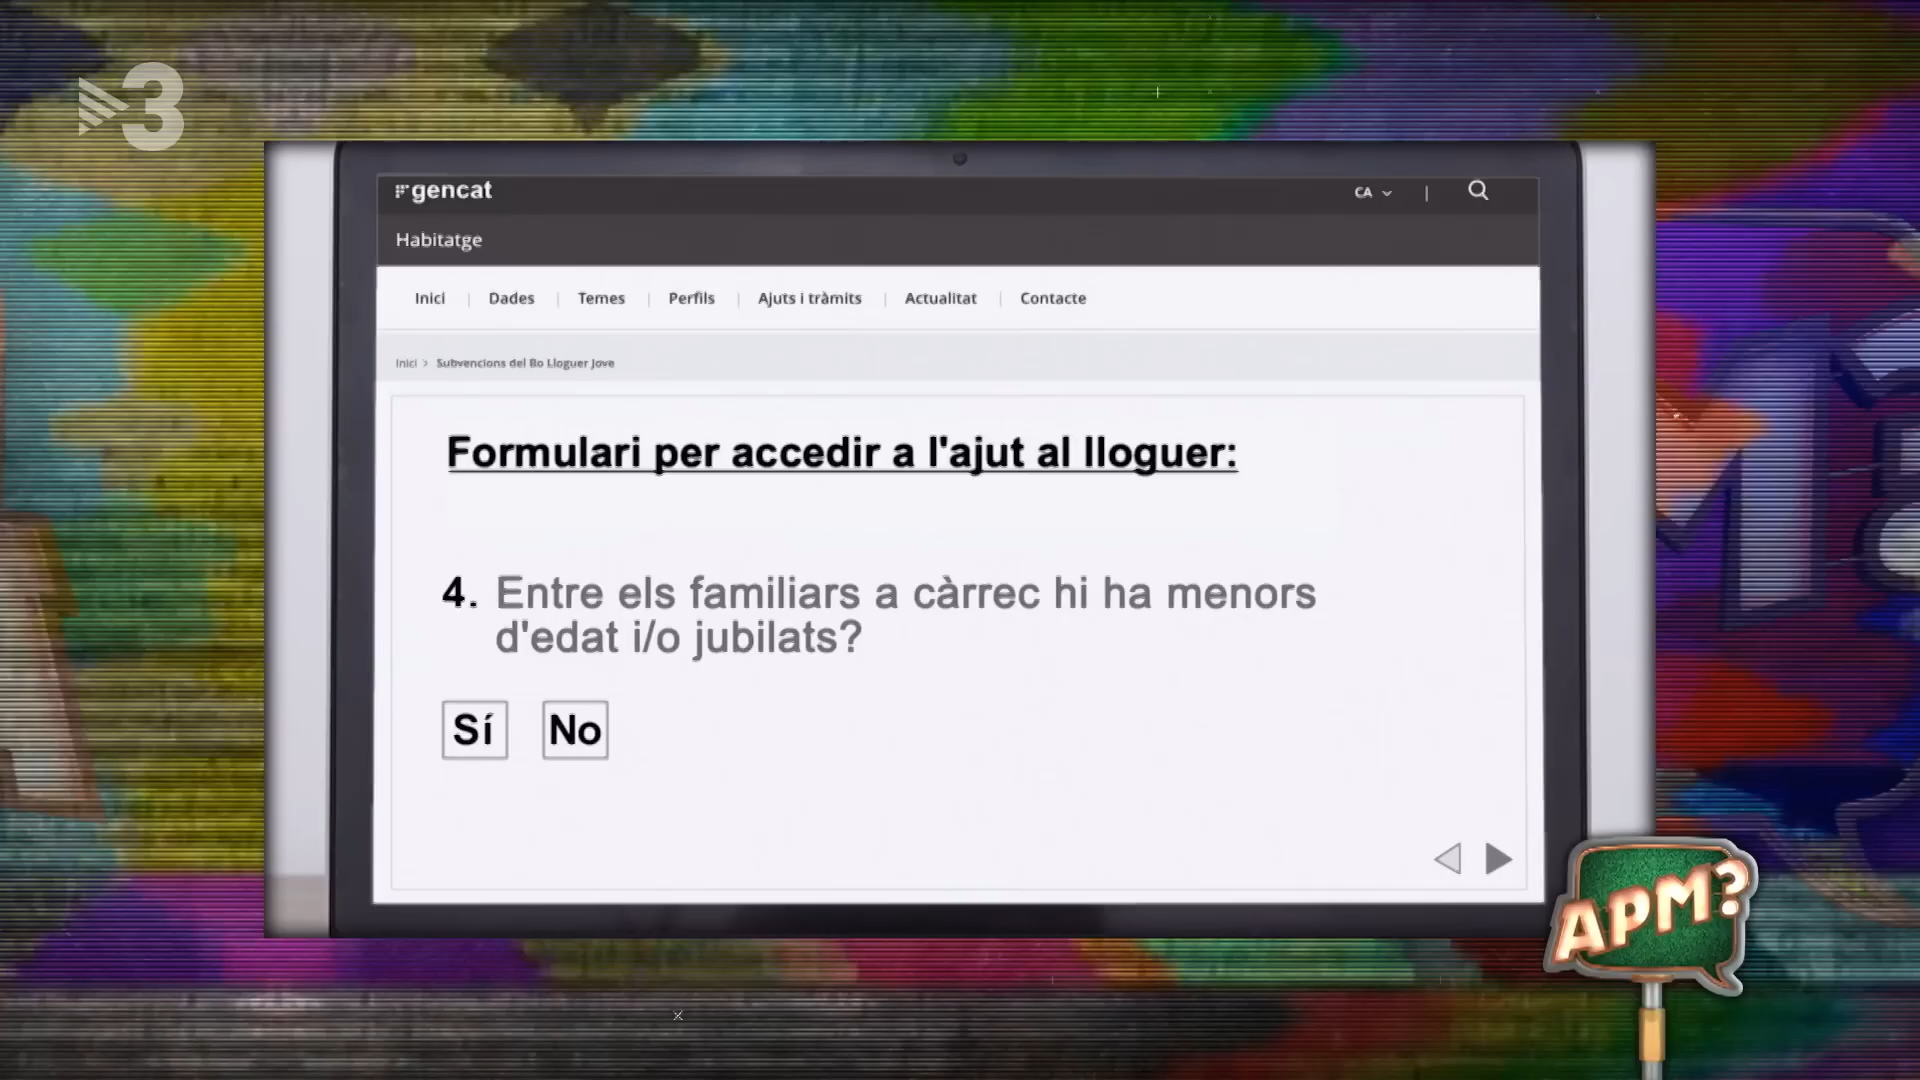 3
gencat
CA
Habitatge
Inici | Dades | Temes | Perfils | Ajuts i tràmits | Actualitat | Contacte
Inici > Subvencions del Bo Lloguer Jove
Formulari per accedir a l'ajut al lloguer:
4. Entre els familiars a càrrec hi ha menors
d'edat i/o jubilats?
Sí No
APM?